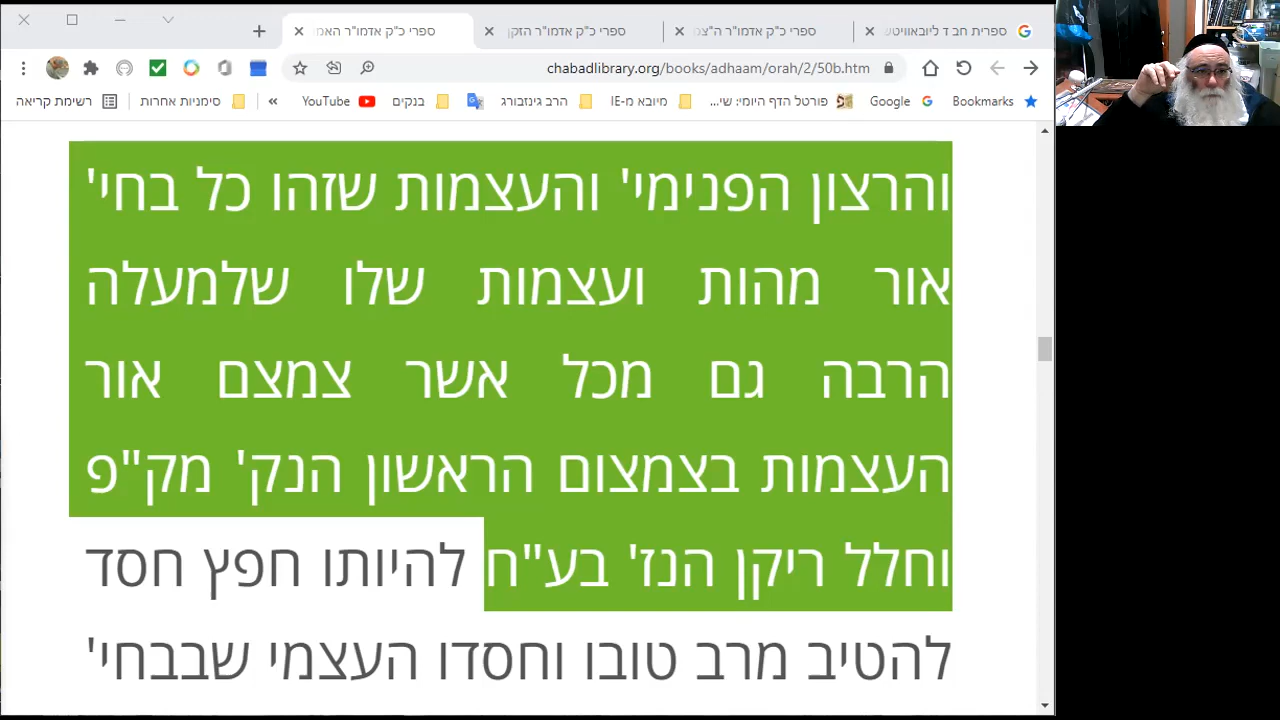 ספרי כ"ק אדמו"ר האמ
ספרי כ"ק אדמו"ר הזקן
ספרי כ"ק אדמו"ר ה"צמ
ספרית חב ד ליובאוויטש
chabadlibrary.org/books/adhaam/orah/2/50b.htm
Bookmarks
Google
פורטל הדף היומי: שי...
מיובא מ-IE
הרב גינזבורג
בנקים
YouTube
»
סימניות אחרות
רשימת קריאה
והרצון הפנימי' והעצמות שזהו כל בחי'
אור מהות ועצמות שלו שלמעלה
הרבה גם מכל אשר צמצם אור
העצמות בצמצום הראשון הנק' מק"פ
וחלל ריקן הנז' בע"ח להיותו חפץ חסד
להטיב מרב טובו וחסדו העצמי שבבחי'